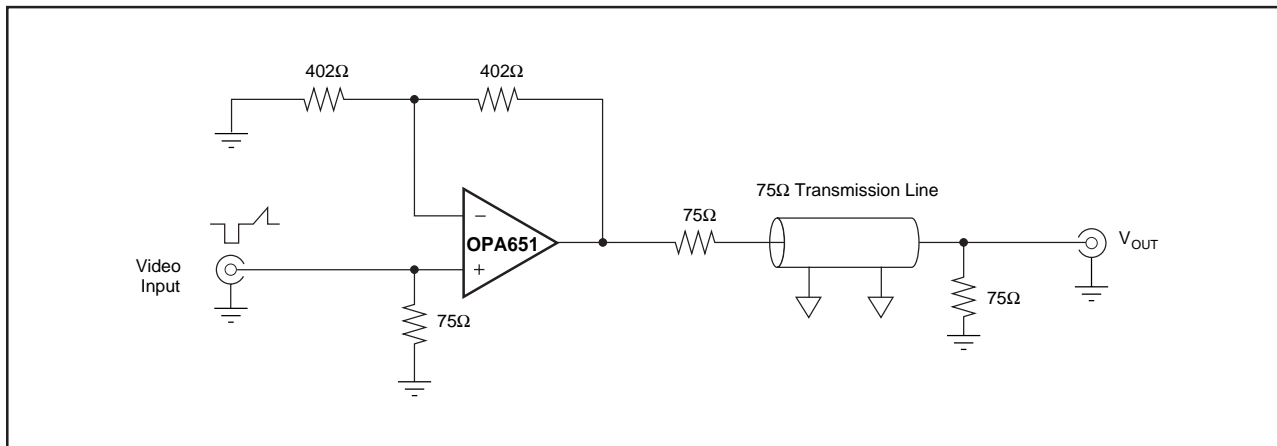 402Ω
402Ω
75Ω Transmission Line
75Ω
−
OPA651
+
Video
Input
75Ω
75Ω
V_OUT